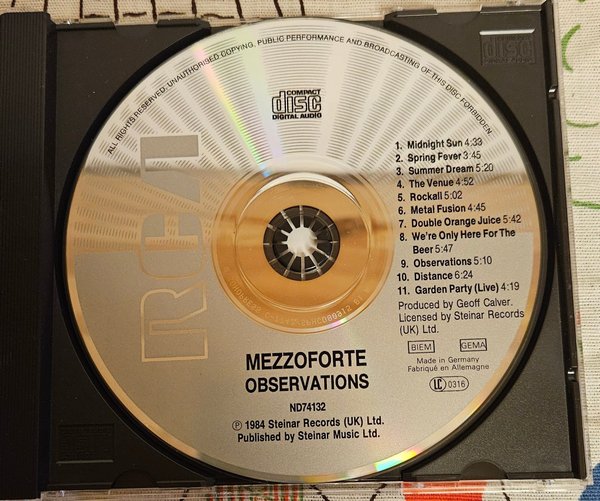 ALL RIGHTS RESERVED. UNAUTHORISED COPYING, PUBLIC PERFORMANCE AND BROADCASTING OF THIS DISC FORBIDDEN.
COMPACT
disc
DIGITAL AUDIO
disc
RCA
1. Midnight Sun 4:33
2. Spring Fever 3:45
3. Summer Dream 5:20
4. The Venue 4:52
5. Rockall 5:02
6. Metal Fusion 4:45
7. Double Orange Juice 5:42
8. We're Only Here For The
Beer 5:47
9. Observations 5:10
10. Distance 6:24
11. Garden Party (Live) 4:19
Produced by Geoff Calver.
Licensed by Steinar Records
(UK) Ltd.
BIEM GEMA
Made in Germany
Fabriqué en Allemagne
LC 0316
MEZZOFORTE
OBSERVATIONS
ND74132
℗ 1984 Steinar Records (UK) Ltd.
Published by Steinar Music Ltd.